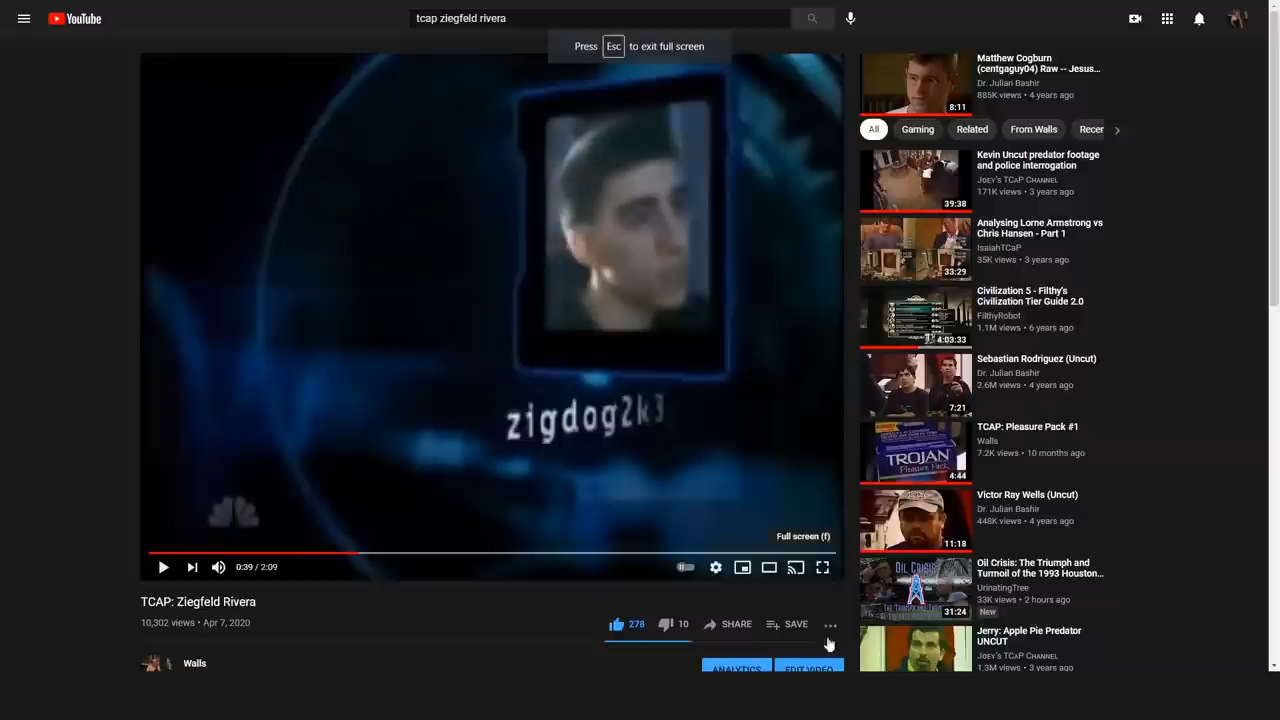 YouTube
tcap ziegfeld rivera
Press Esc to exit full screen
zigdog2k3
Full screen (f)
0:39 / 2:09
TCAP: Ziegfeld Rivera
10,302 views • Apr 7, 2020
278
10
SHARE
SAVE
Walls
ANALYTICS
EDIT VIDEO
Matthew Cogburn
(centgaguy04) Raw -- Jesus...
Dr. Julian Bashir
885K views • 4 years ago
8:11
All
Gaming
Related
From Walls
Recen
Kevin Uncut predator footage
and police interrogation
Joey's TCaP Channel
171K views • 3 years ago
39:38
Analysing Lorne Armstrong vs
Chris Hansen - Part 1
IsaiahTCaP
35K views • 3 years ago
33:29
Civilization 5 - Filthy's
Civilization Tier Guide 2.0
FilthyRobot
1.1M views • 6 years ago
4:03:33
Sebastian Rodriguez (Uncut)
Dr. Julian Bashir
2.6M views • 4 years ago
7:21
TCAP: Pleasure Pack #1
Walls
7.2K views • 10 months ago
TROJAN
Pleasure Pack
4:44
Victor Ray Wells (Uncut)
Dr. Julian Bashir
448K views • 4 years ago
11:18
Oil Crisis: The Triumph and
Turmoil of the 1993 Houston...
UrinatingTree
33K views • 2 hours ago
New
OIL CRISIS
31:24
Jerry: Apple Pie Predator
UNCUT
Joey's TCaP Channel
1.3M views • 3 years ago